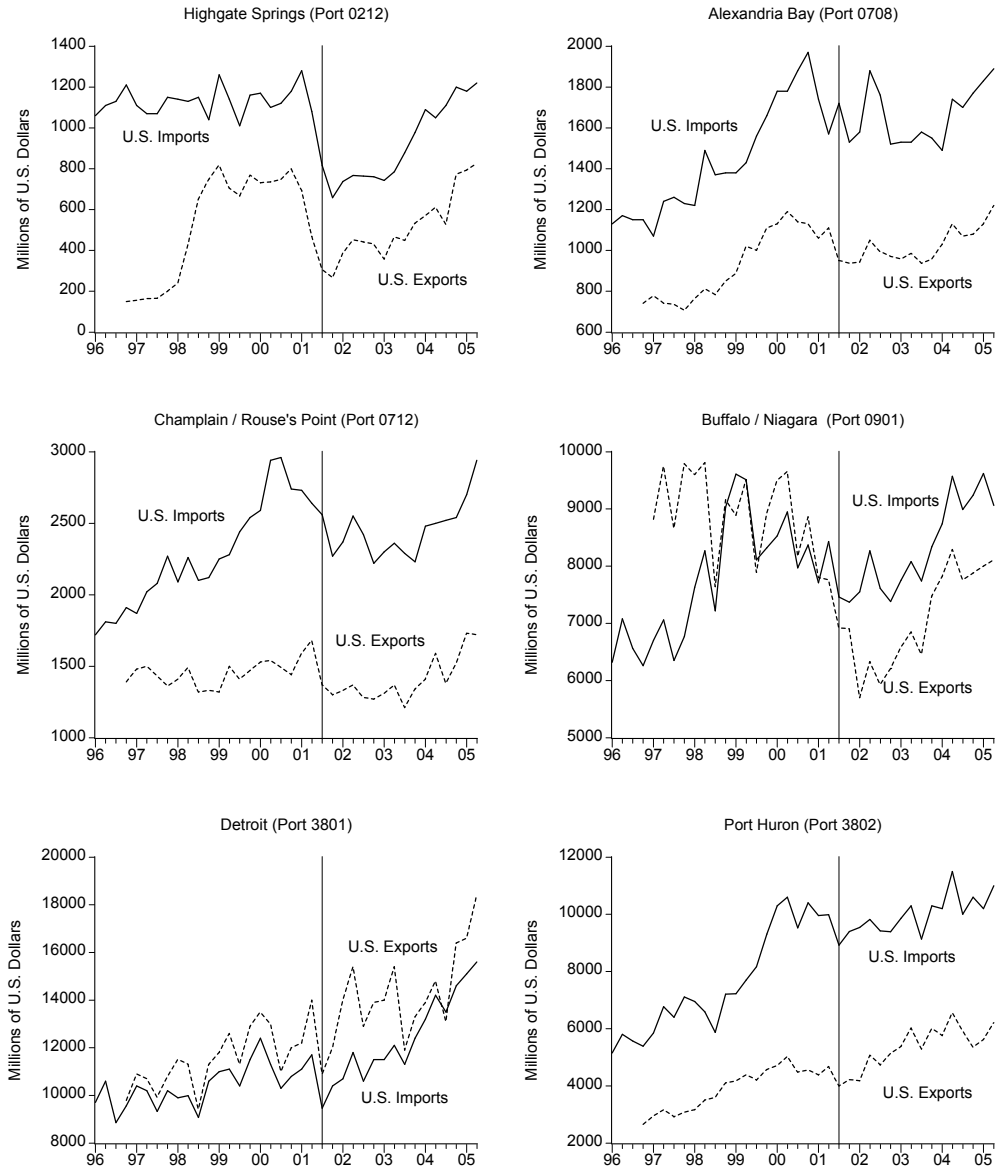 Highgate Springs (Port 0212)
Millions of U.S. Dollars
1400
1200
1000
800
600
400
200
0
U.S. Imports
U.S. Exports
96 97 98 99 00 01 02 03 04 05
Alexandria Bay (Port 0708)
Millions of U.S. Dollars
2000
1800
1600
1400
1200
1000
800
600
U.S. Imports
U.S. Exports
96 97 98 99 00 01 02 03 04 05
Champlain / Rouse's Point (Port 0712)
Millions of U.S. Dollars
3000
2500
2000
1500
1000
U.S. Imports
U.S. Exports
96 97 98 99 00 01 02 03 04 05
Buffalo / Niagara (Port 0901)
Millions of U.S. Dollars
10000
9000
8000
7000
6000
5000
U.S. Imports
U.S. Exports
96 97 98 99 00 01 02 03 04 05
Detroit (Port 3801)
Millions of U.S. Dollars
20000
18000
16000
14000
12000
10000
8000
U.S. Exports
U.S. Imports
96 97 98 99 00 01 02 03 04 05
Port Huron (Port 3802)
Millions of U.S. Dollars
12000
10000
8000
6000
4000
2000
U.S. Imports
U.S. Exports
96 97 98 99 00 01 02 03 04 05